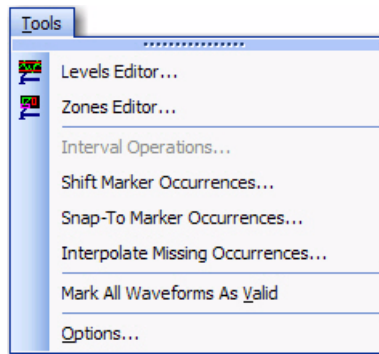 Tools
Levels Editor...
Zones Editor...
Interval Operations...
Shift Marker Occurrences...
Snap-To Marker Occurrences...
Interpolate Missing Occurrences...
Mark All Waveforms As Valid
Options...